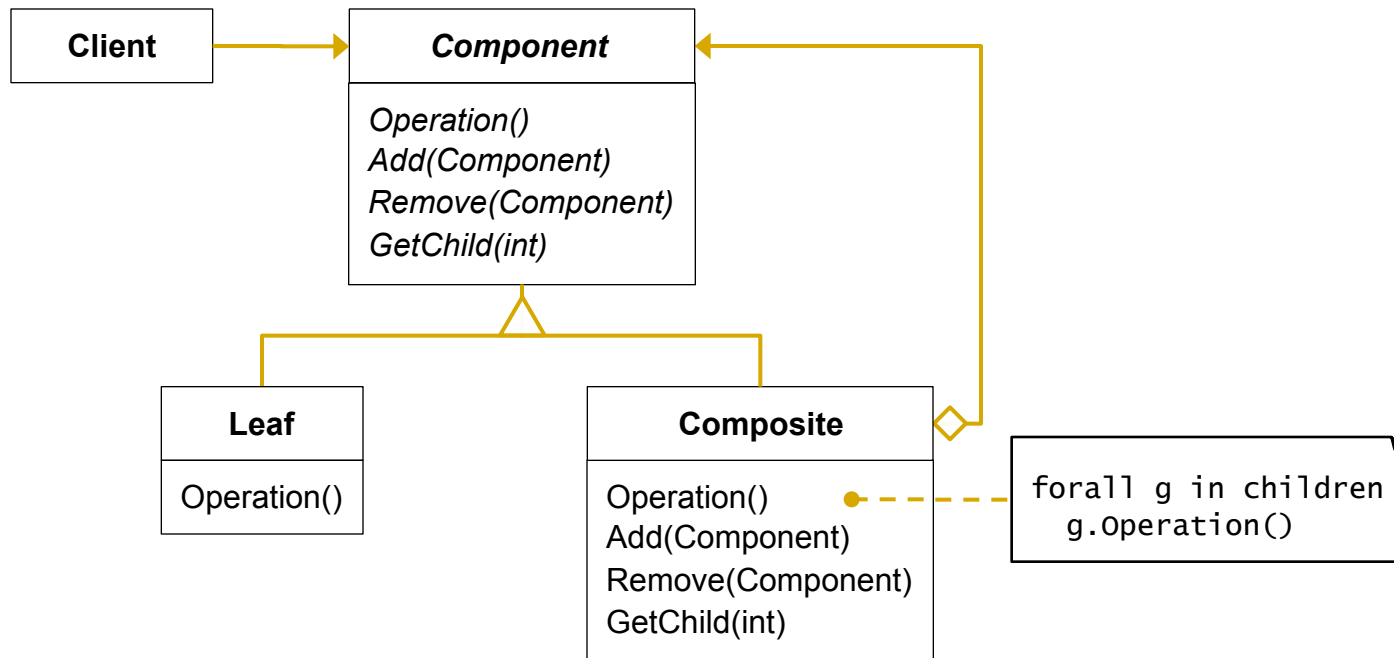 Client
Component
Operation()
Add(Component)
Remove(Component)
GetChild(int)
Leaf
Operation()
Composite
Operation()
Add(Component)
Remove(Component)
GetChild(int)
forall g in children
g.Operation()